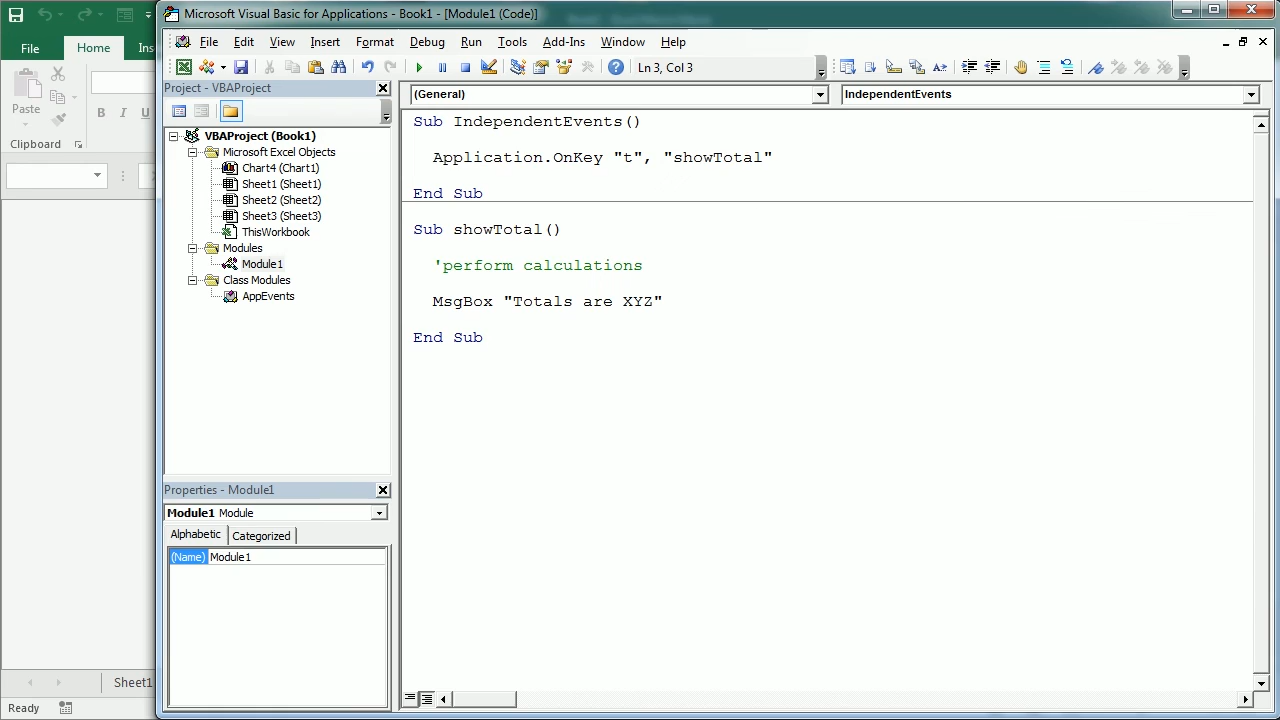 Microsoft Visual Basic for Applications - Book1 - [Module1 (Code)]
File
Home
Ins
File Edit View Insert Format Debug Run Tools Add-Ins Window Help
Ln 3, Col 3
Paste
B I U
Clipboard
Project - VBAProject
VBAProject (Book1)
Microsoft Excel Objects
Chart4 (Chart1)
Sheet1 (Sheet1)
Sheet2 (Sheet2)
Sheet3 (Sheet3)
ThisWorkbook
Modules
Module1
Class Modules
AppEvents
Properties - Module1
Module1 Module
Alphabetic Categorized
(Name) Module1
(General) IndependentEvents
Sub IndependentEvents()
Application.OnKey "t", "showTotal"
End Sub
Sub showTotal()
'perform calculations
MsgBox "Totals are XYZ"
End Sub
Sheet1
Ready